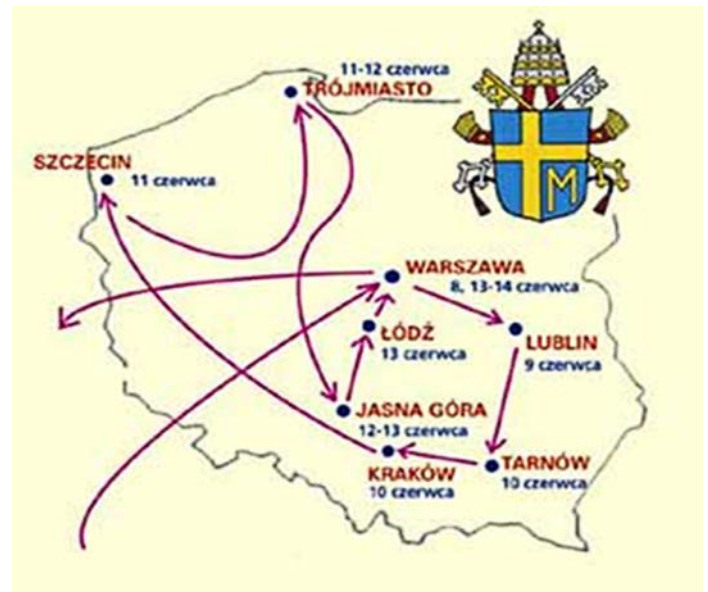 11-12 czerwca
TRÓJMIASTO
SZCZECIN
11 czerwca
M
WARSZAWA
8, 13-14 czerwca
ŁÓDŹ
13 czerwca
LUBLIN
9 czerwca
JASNA GÓRA
12-13 czerwca
KRAKÓW
10 czerwca
TARNÓW
10 czerwca